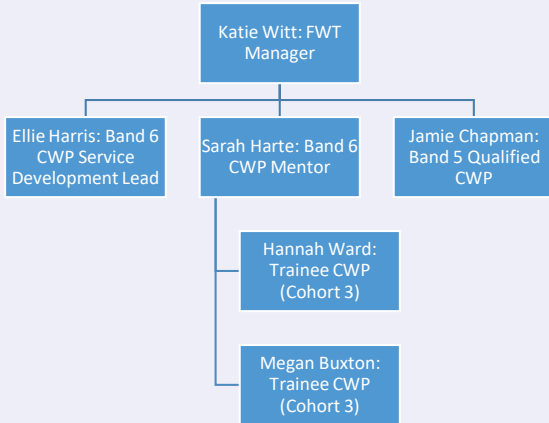 Katie Witt: FWT
Manager
Ellie Harris: Band 6
CWP Service
Development Lead
Sarah Harte: Band 6
CWP Mentor
Jamie Chapman:
Band 5 Qualified
CWP
Hannah Ward:
Trainee CWP
(Cohort 3)
Megan Buxton:
Trainee CWP
(Cohort 3)